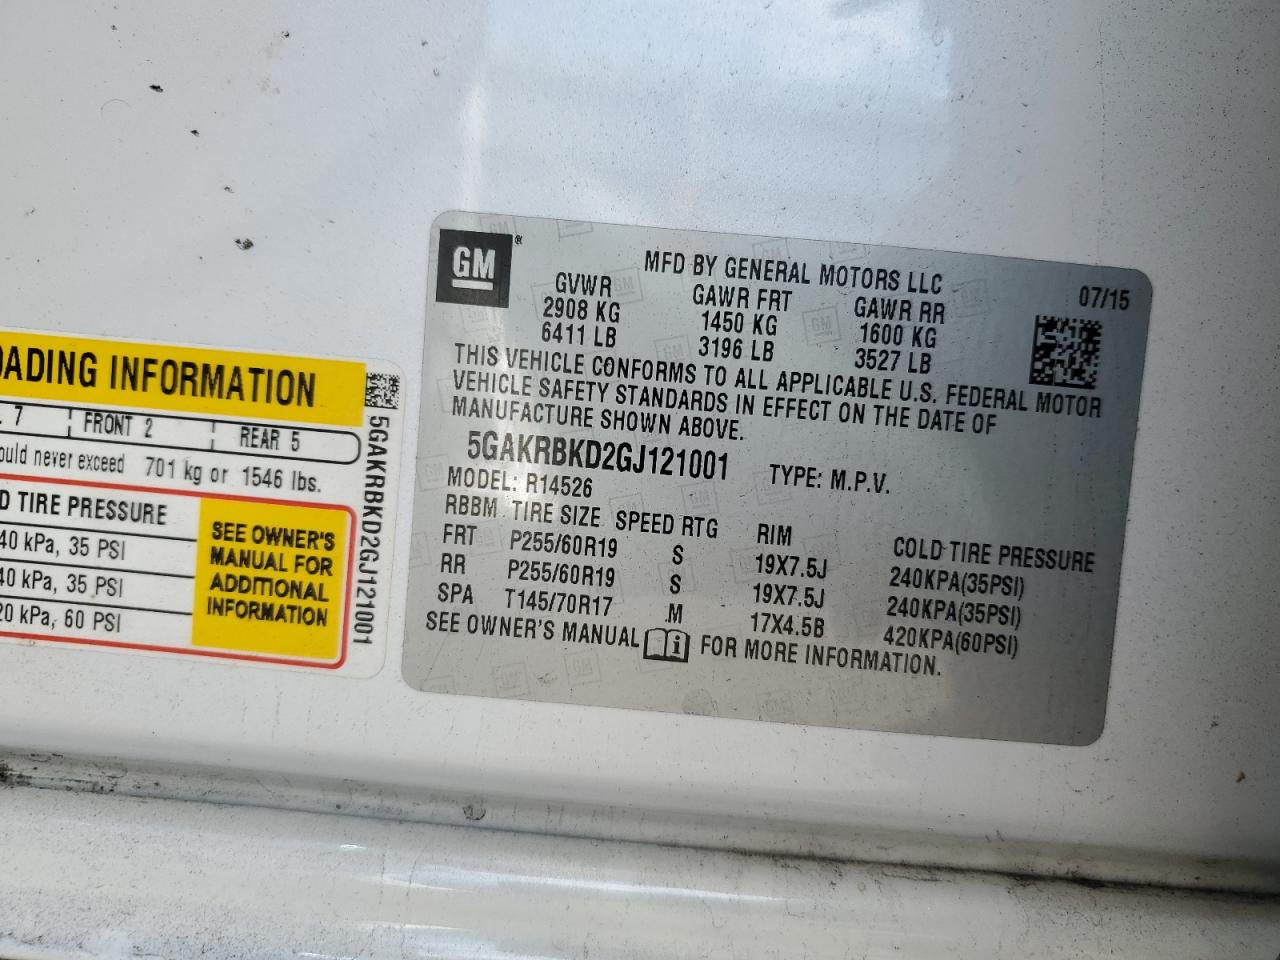 GM
MFD BY GENERAL MOTORS LLC
07/15
GVWR GAWR FRT GAWR RR
2908 KG 1450 KG 1600 KG
6411 LB 3196 LB 3527 LB
THIS VEHICLE CONFORMS TO ALL APPLICABLE U.S. FEDERAL MOTOR
VEHICLE SAFETY STANDARDS IN EFFECT ON THE DATE OF
MANUFACTURE SHOWN ABOVE.
5GAKRBKD2GJ121001 TYPE: M.P.V.
MODEL: R14526
RBBM TIRE SIZE SPEED RTG RIM COLD TIRE PRESSURE
FRT P255/60R19 S 19X7.5J 240KPA(35PSI)
RR P255/60R19 S 19X7.5J 240KPA(35PSI)
SPA T145/70R17 M 17X4.5B 420KPA(60PSI)
SEE OWNER'S MANUAL FOR MORE INFORMATION.
OADING INFORMATION
7 FRONT 2 REAR 5
ould never exceed 701 kg or 1546 lbs.
D TIRE PRESSURE
40 kPa, 35 PSI
40 kPa, 35 PSI
20 kPa, 60 PSI
SEE OWNER'S
MANUAL FOR
ADDITIONAL
INFORMATION
5GAKRBKD2GJ121001